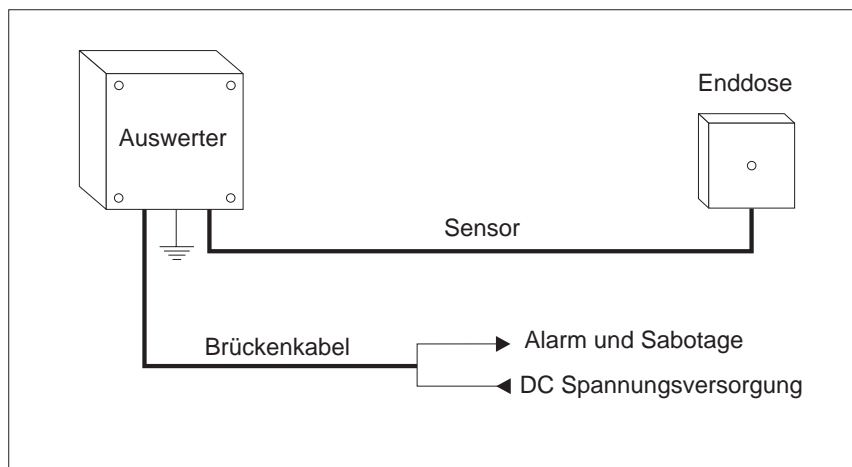 Enddose
Auswerter
Sensor
Brückenkabel
Alarm und Sabotage
DC Spannungsversorgung